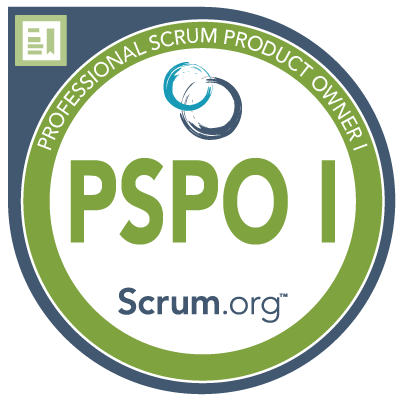 PROFESSIONAL SCRUM PRODUCT OWNER I
PSPO I
Scrum.org™